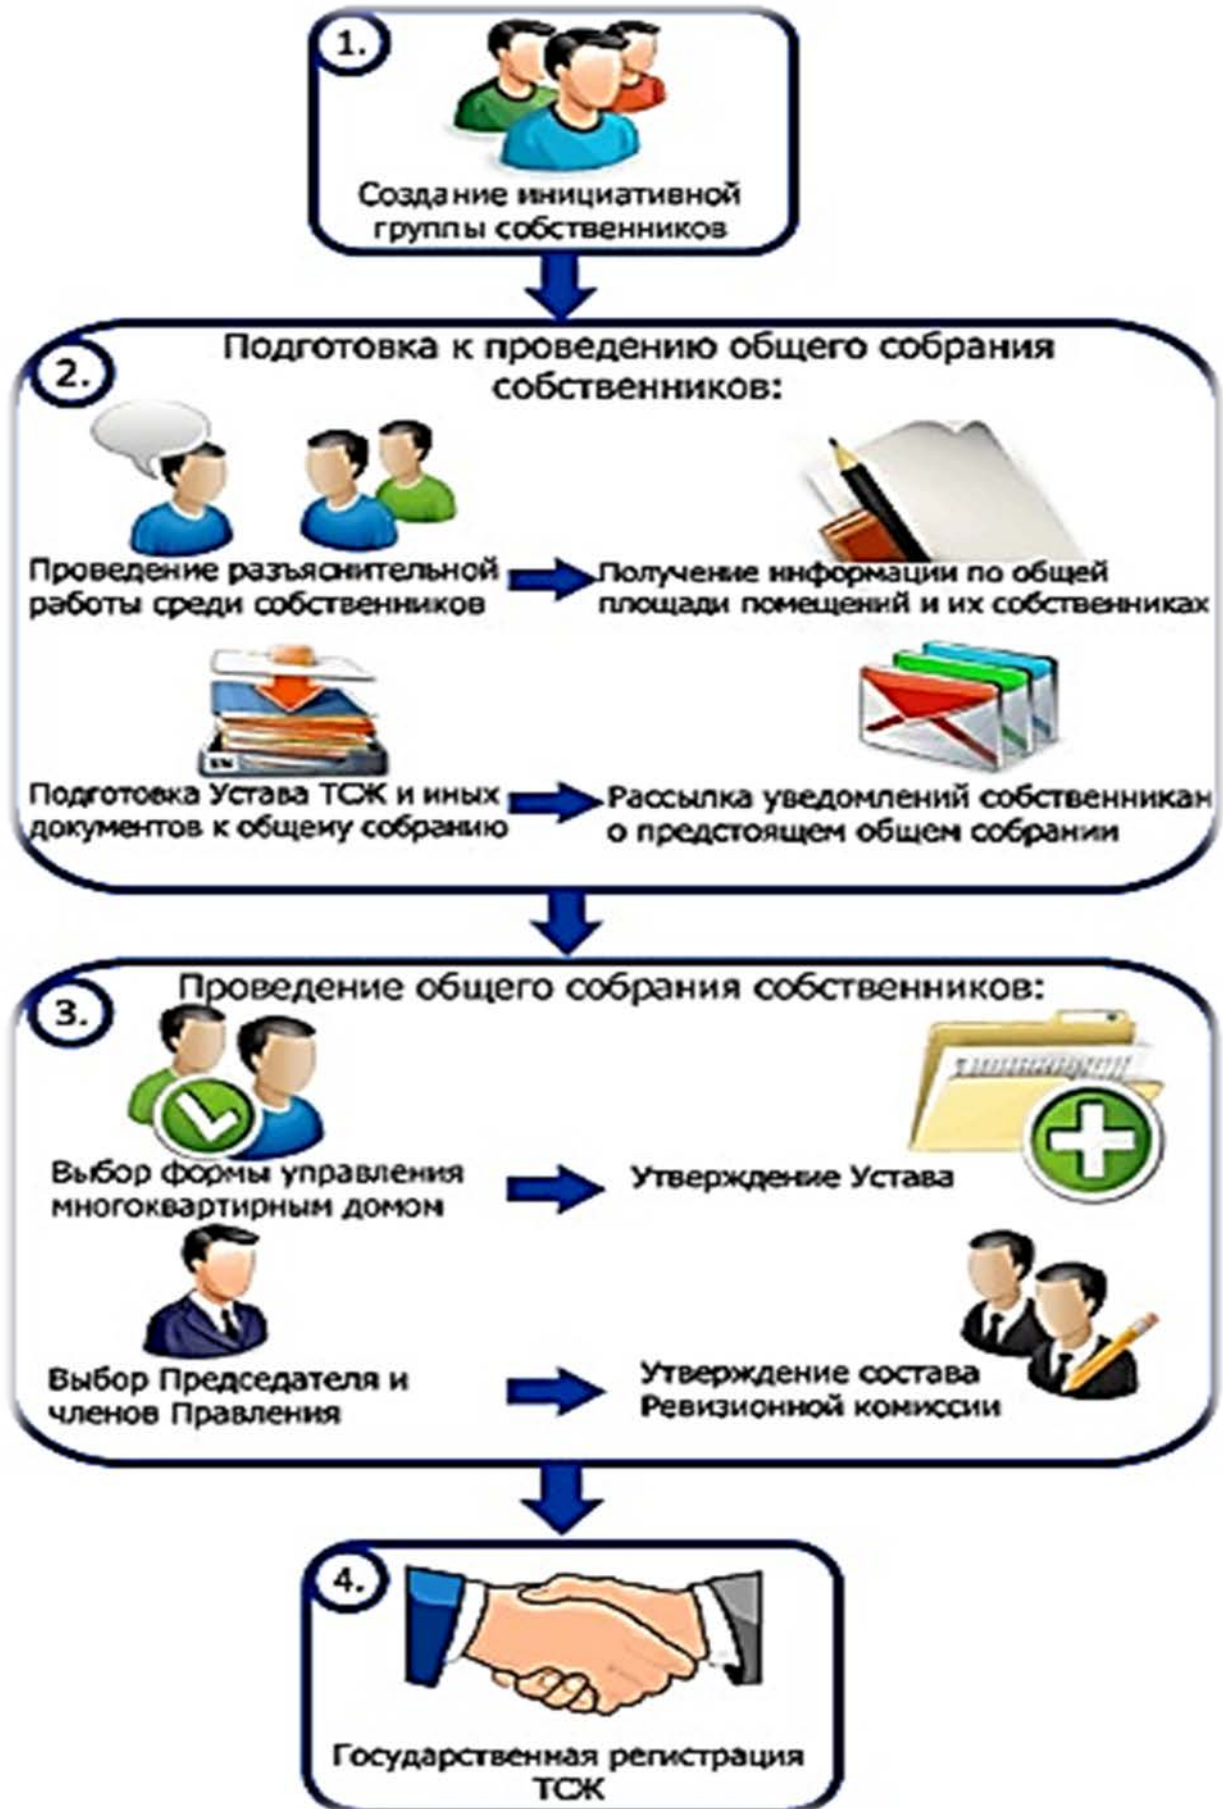 1.
Создание инициативной
группы собственников
2.
Подготовка к проведению общего собрания
собственников:
Проведение разъяснительной
работы среди собственников
Получение информации по общей
площади помещений и их собственниках
Подготовка Устава ТСЖ и иных
документов к общему собранию
Рассылка уведомлений собственникам
о предстоящем общем собрании
3.
Проведение общего собрания собственников:
Выбор формы управления
многоквартирным домом
Утверждение Устава
Выбор Председателя и
членов Правления
Утверждение состава
Ревизионной комиссии
4.
Государственная регистрация
ТСЖ